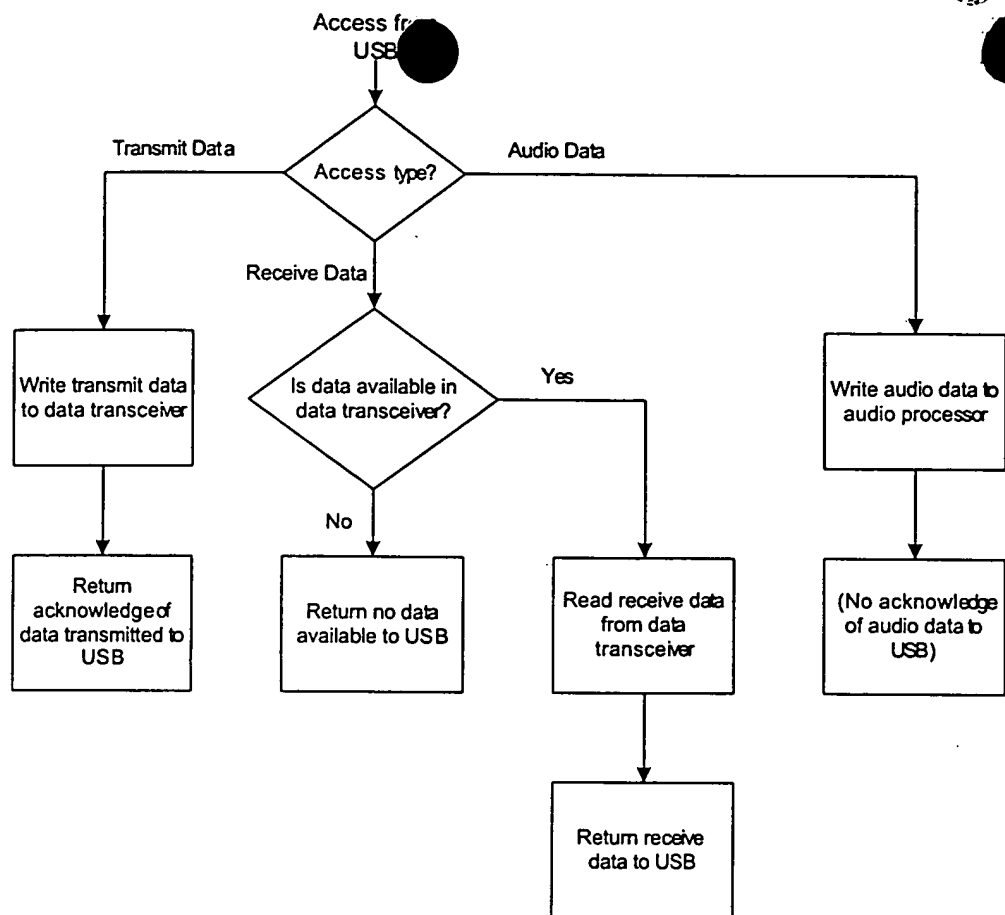 Access
USB
Transmit Data
Access type?
Audio Data
Receive Data
Write transmit data
to data transceiver
Is data available in
data transceiver?
Yes
Write audio data to
audio processor
No
Return
acknowledge of
data transmitted to
USB
Return no data
available to USB
Read receive data
from data
transceiver
(No acknowledge
of audio data to
USB)
Return receive
data to USB